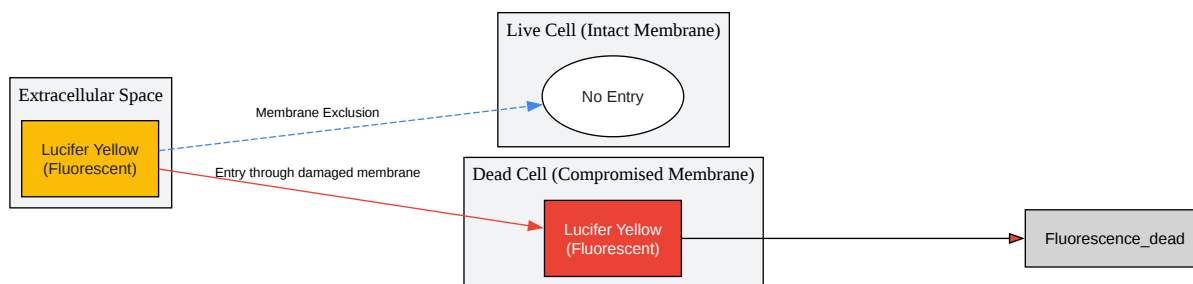 Extracellular Space
Lucifer Yellow
(Fluorescent)
Membrane Exclusion
Entry through damaged membrane
Live Cell (Intact Membrane)
No Entry
Dead Cell (Compromised Membrane)
Lucifer Yellow
(Fluorescent)
Fluorescence_dead